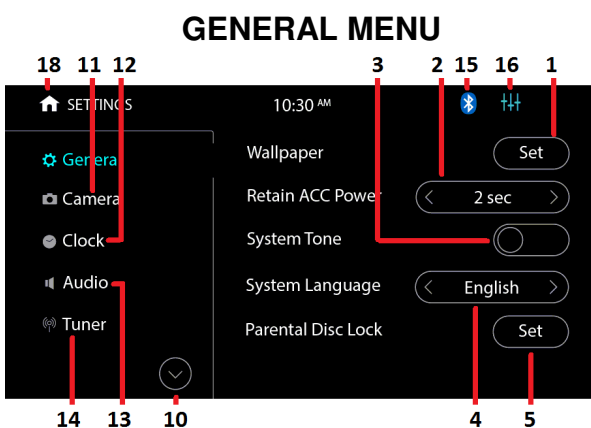 GENERAL MENU
18 11 12 3 2 15 16 1
SETTINGS 10:30 AM
General
Wallpaper Set
Camera
Retain ACC Power 2 sec
Clock
System Tone
Audio
System Language English
Tuner
Parental Disc Lock Set
14 13 10 4 5